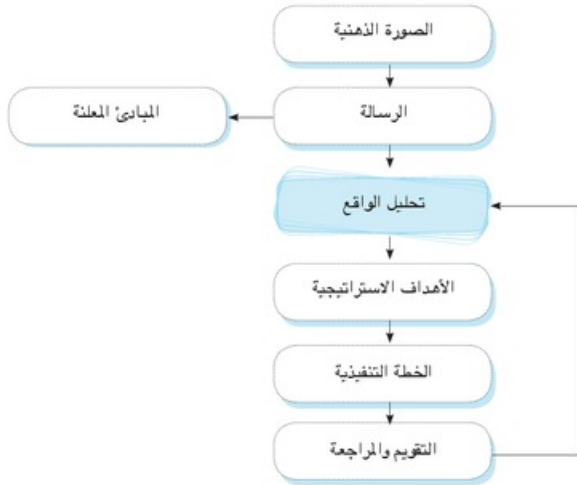 الصورة الذهنية
الرسالة
المبادئ المعلنة
تحليل الواقع
الأهداف الاستراتيجية
الخطة التنفيذية
التقويم والمراجعة